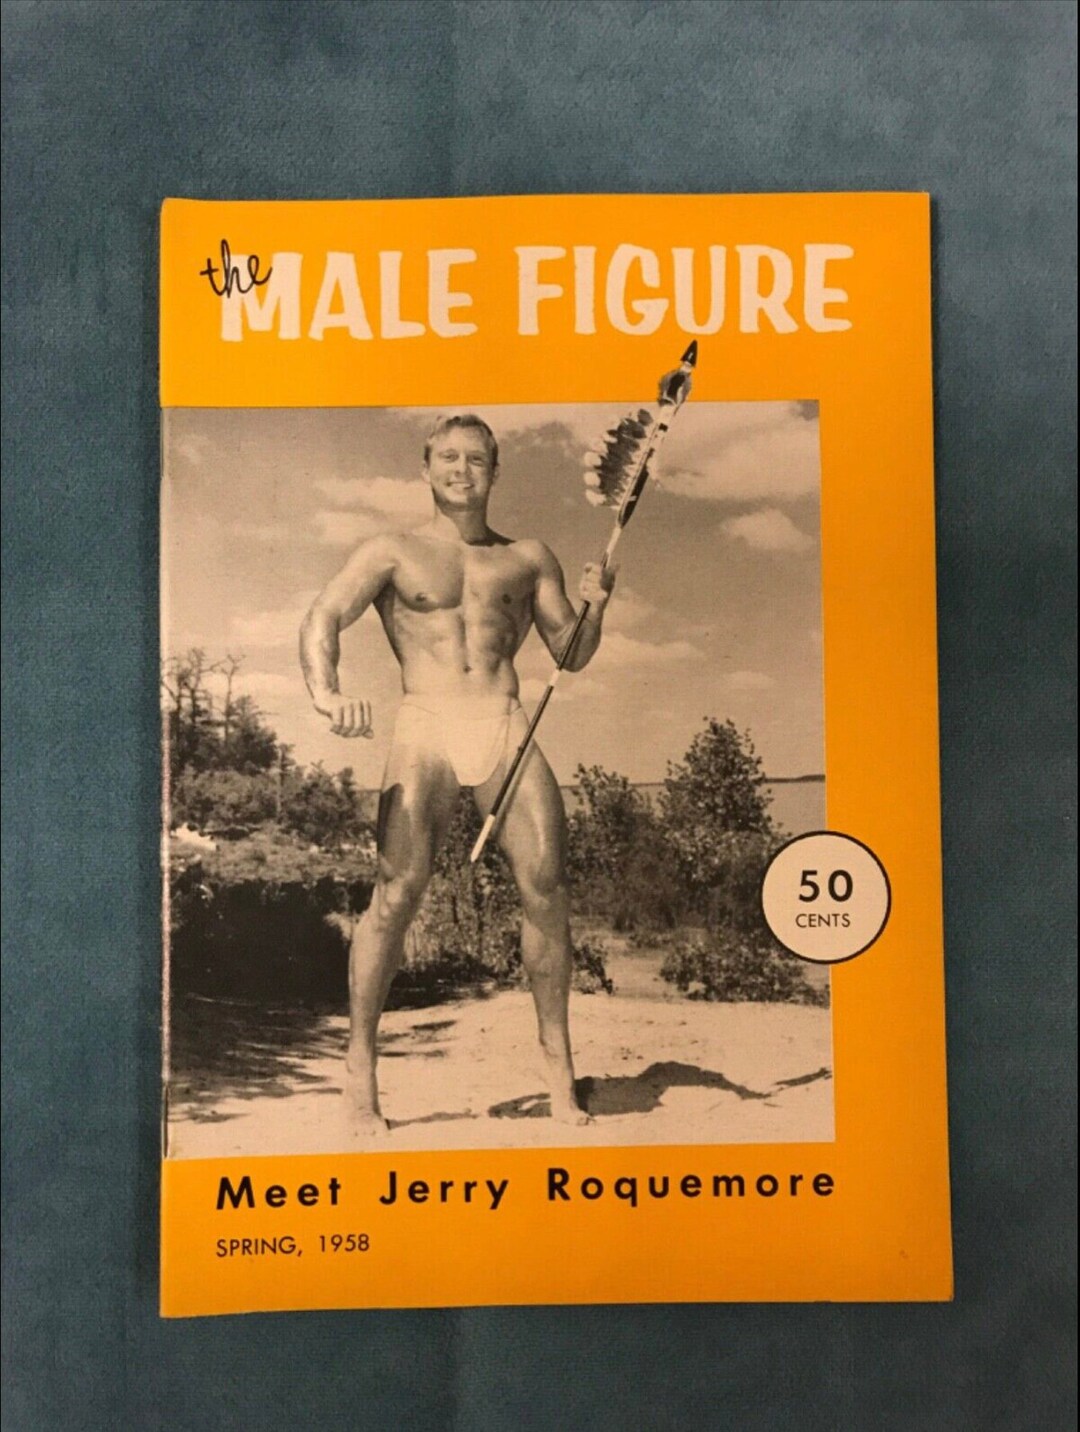 the MALE FIGURE
50
CENTS
Meet Jerry Roquemore
SPRING, 1958